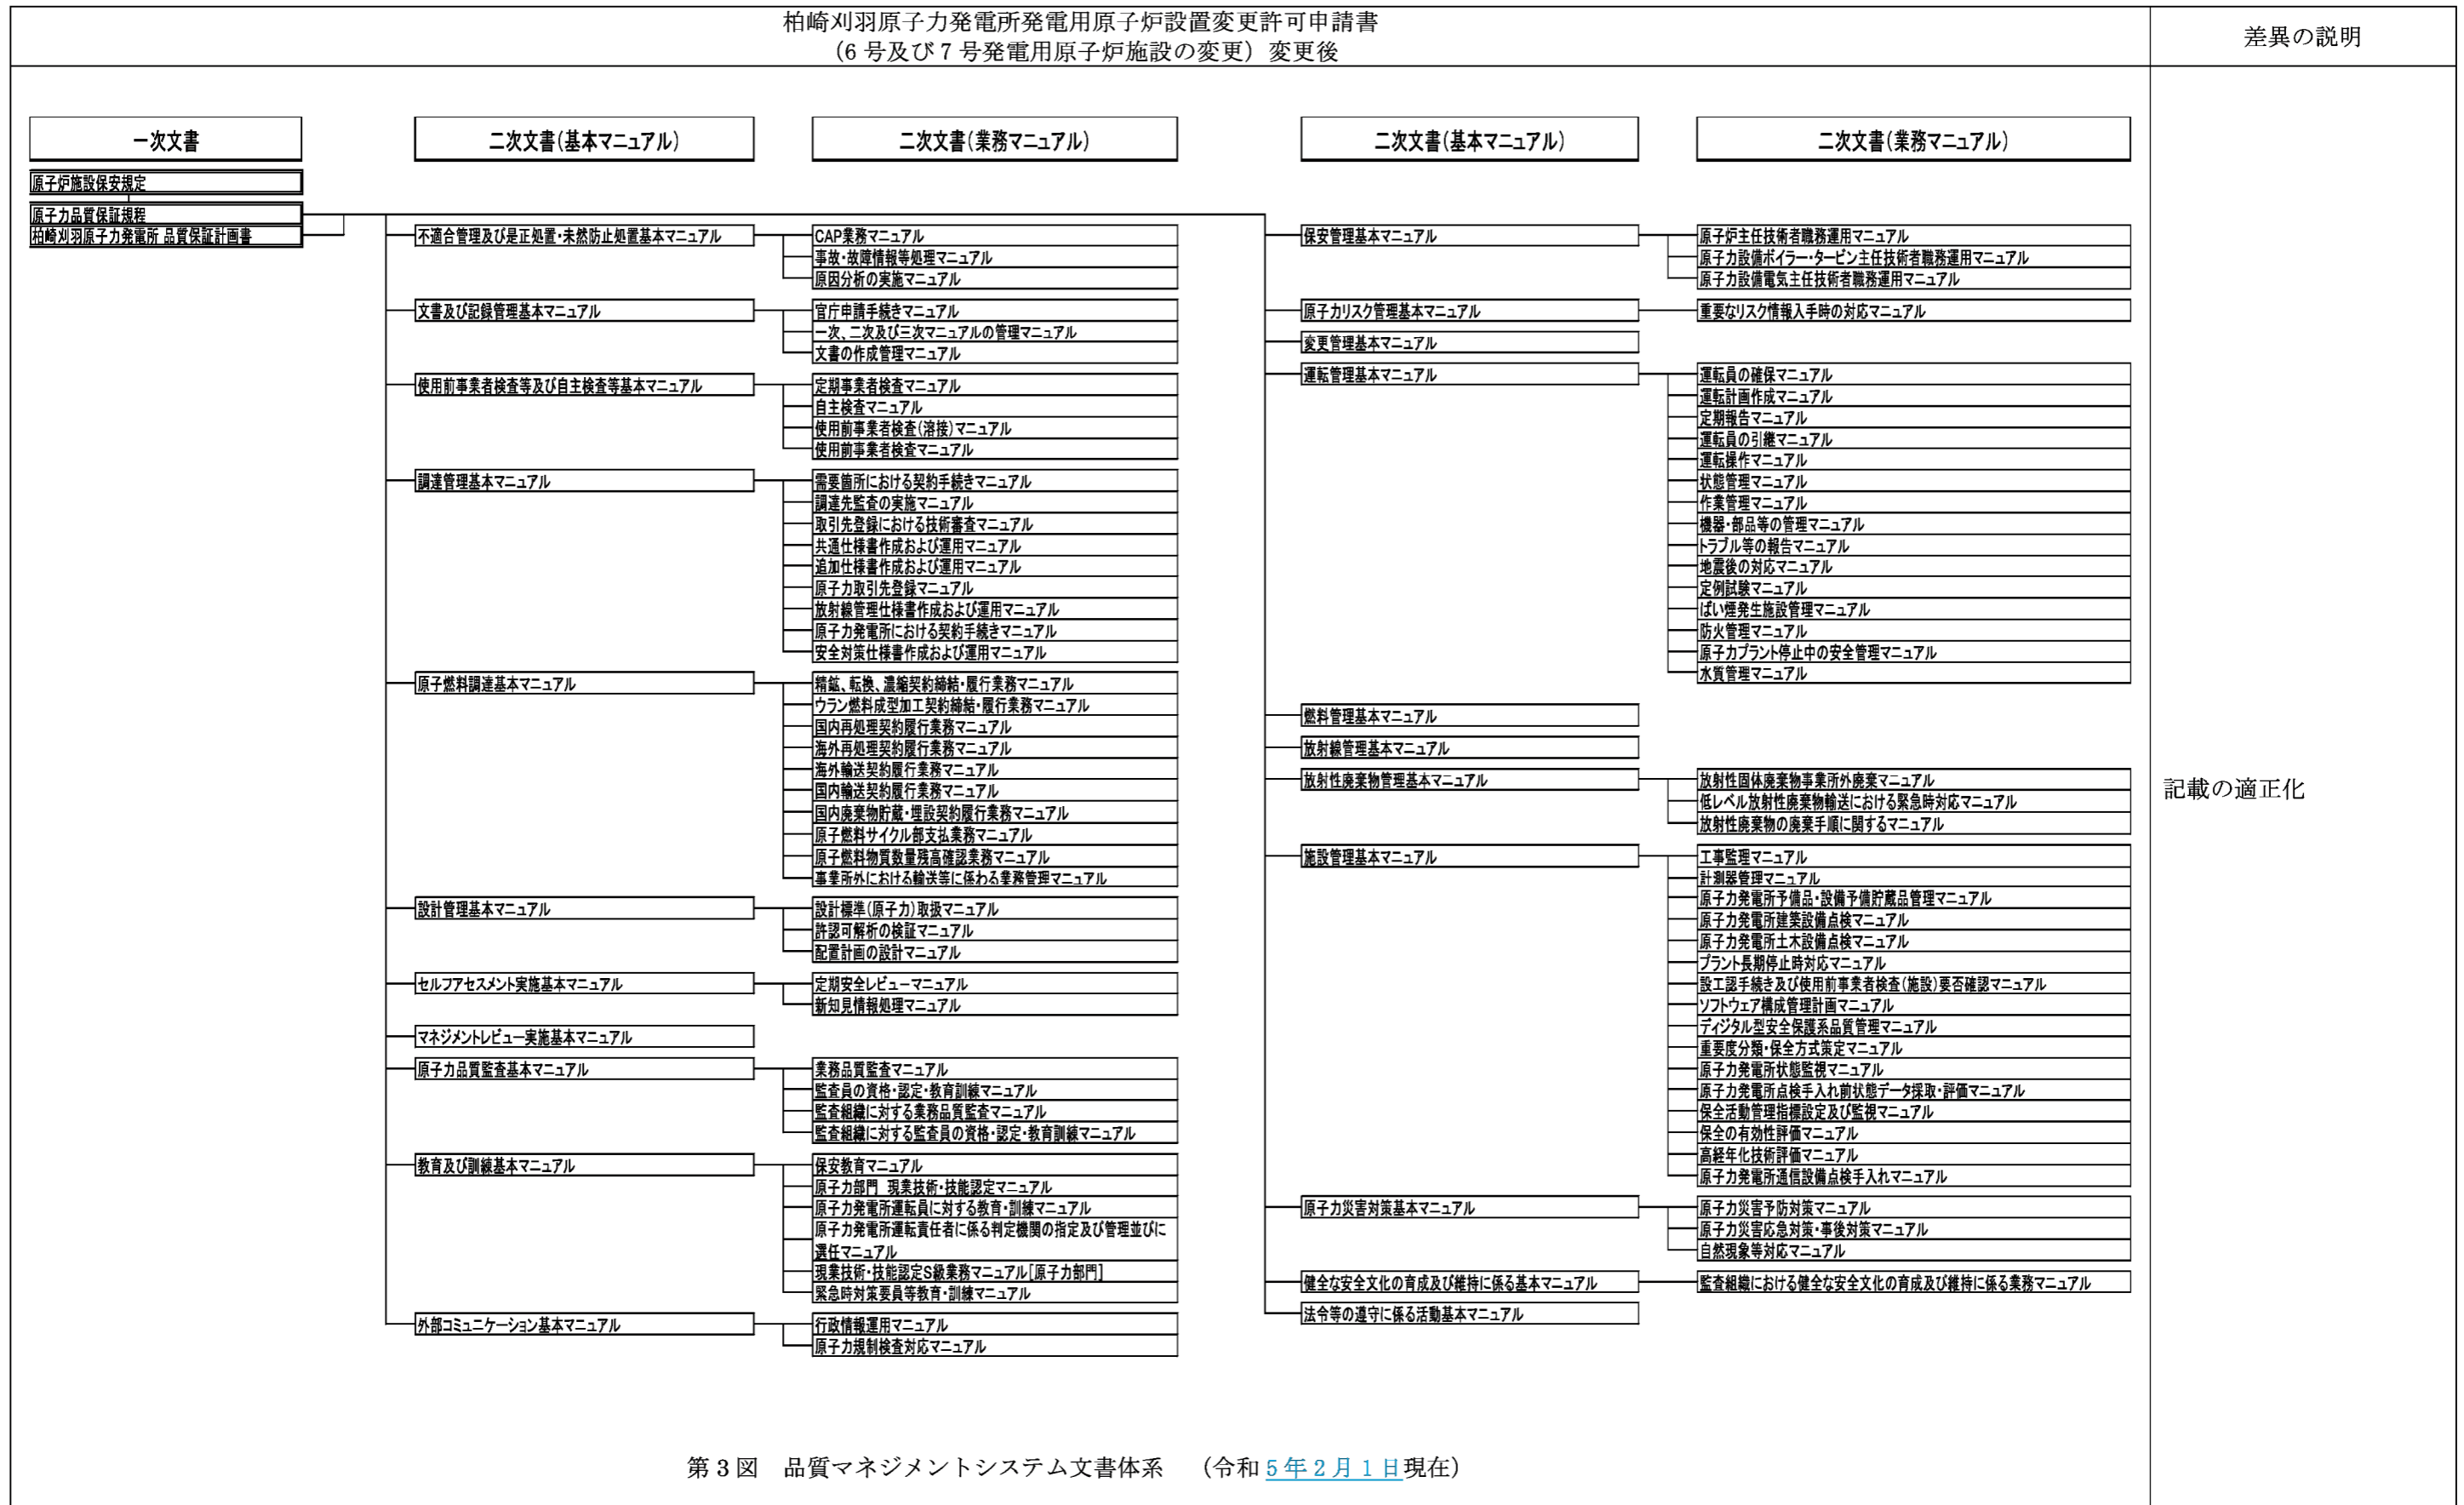 柏崎刈羽原子力発電所発電用原子炉設置変更許可申請書
（6 号及び 7 号発電用原子炉施設の変更）変更後
差異の説明
一次文書
原子炉施設保安規定
原子力品質保証規程
柏崎刈羽原子力発電所 品質保証計画書
二次文書(基本マニュアル)
二次文書(業務マニュアル)
不適合管理及び是正処置・未然防止処置基本マニュアル
CAP業務マニュアル
事故・故障情報等処理マニュアル
原因分析の実施マニュアル
文書及び記録管理基本マニュアル
官庁申請手続きマニュアル
一次、二次及び三次マニュアルの管理マニュアル
文書の作成管理マニュアル
使用前事業者検査等及び自主検査等基本マニュアル
定期事業者検査マニュアル
自主検査マニュアル
使用前事業者検査(溶接)マニュアル
使用前事業者検査マニュアル
調達管理基本マニュアル
需要箇所における契約手続きマニュアル
調達先監査の実施マニュアル
取引先登録における技術審査マニュアル
共通仕様書作成および運用マニュアル
追加仕様書作成および運用マニュアル
原子力取引先登録マニュアル
放射線管理仕様書作成および運用マニュアル
原子力発電所における契約手続きマニュアル
安全対策仕様書作成および運用マニュアル
原子燃料調達基本マニュアル
精鉱、転換、濃縮契約締結・履行業務マニュアル
ウラン燃料成型加工契約締結・履行業務マニュアル
国内再処理契約履行業務マニュアル
海外再処理契約履行業務マニュアル
海外輸送契約履行業務マニュアル
国内輸送契約履行業務マニュアル
国内廃棄物貯蔵・埋設契約履行業務マニュアル
原子燃料サイクル部支払業務マニュアル
原子燃料物質数量残高確認業務マニュアル
事業所外における輸送等に係わる業務管理マニュアル
設計管理基本マニュアル
設計標準(原子力)取扱マニュアル
許認可解析の検証マニュアル
配置計画の設計マニュアル
セルフアセスメント実施基本マニュアル
定期安全レビューマニュアル
新知見情報処理マニュアル
マネジメントレビュー実施基本マニュアル
原子力品質監査基本マニュアル
業務品質監査マニュアル
監査員の資格・認定・教育訓練マニュアル
監査組織に対する業務品質監査マニュアル
監査組織に対する監査員の資格・認定・教育訓練マニュアル
教育及び訓練基本マニュアル
保安教育マニュアル
原子力部門 現業技術・技能認定マニュアル
原子力発電所運転員に対する教育・訓練マニュアル
原子力発電所運転責任者に係る判定機関の指定及び管理並びに
選任マニュアル
現業技術・技能認定S級業務マニュアル[原子力部門]
緊急時対策要員等教育・訓練マニュアル
外部コミュニケーション基本マニュアル
行政情報運用マニュアル
原子力規制検査対応マニュアル
二次文書(基本マニュアル)
二次文書(業務マニュアル)
保安管理基本マニュアル
原子炉主任技術者職務運用マニュアル
原子力設備ボイラー・タービン主任技術者職務運用マニュアル
原子力設備電気主任技術者職務運用マニュアル
原子力リスク管理基本マニュアル
重要なリスク情報入手時の対応マニュアル
変更管理基本マニュアル
運転管理基本マニュアル
運転員の確保マニュアル
運転計画作成マニュアル
定期報告マニュアル
運転員の引継マニュアル
運転操作マニュアル
状態管理マニュアル
作業管理マニュアル
機器・部品等の管理マニュアル
トラブル等の報告マニュアル
地震後の対応マニュアル
定例試験マニュアル
ばい煙発生施設管理マニュアル
防火管理マニュアル
原子力プラント停止中の安全管理マニュアル
水質管理マニュアル
燃料管理基本マニュアル
放射線管理基本マニュアル
放射性廃棄物管理基本マニュアル
放射性固体廃棄物事業所外廃棄マニュアル
低レベル放射性廃棄物輸送における緊急時対応マニュアル
放射性廃棄物の廃棄手順に関するマニュアル
施設管理基本マニュアル
工事監理マニュアル
計測器管理マニュアル
原子力発電所予備品・設備予備貯蔵品管理マニュアル
原子力発電所建築設備点検マニュアル
原子力発電所土木設備点検マニュアル
プラント長期停止時対応マニュアル
設工認手続き及び使用前事業者検査(施設)要否確認マニュアル
ソフトウェア構成管理計画マニュアル
ディジタル型安全保護系品質管理マニュアル
重要度分類・保全方式策定マニュアル
原子力発電所状態監視マニュアル
原子力発電所点検手入れ前状態データ採取・評価マニュアル
保全活動管理指標設定及び監視マニュアル
保全の有効性評価マニュアル
高経年化技術評価マニュアル
原子力発電所通信設備点検手入れマニュアル
原子力災害対策基本マニュアル
原子力災害予防対策マニュアル
原子力災害応急対策・事後対策マニュアル
自然現象等対応マニュアル
健全な安全文化の育成及び維持に係る基本マニュアル
監査組織における健全な安全文化の育成及び維持に係る業務マニュアル
法令等の遵守に係る活動基本マニュアル
記載の適正化
第 3 図　品質マネジメントシステム文書体系　（令和 5 年 2 月 1 日現在）